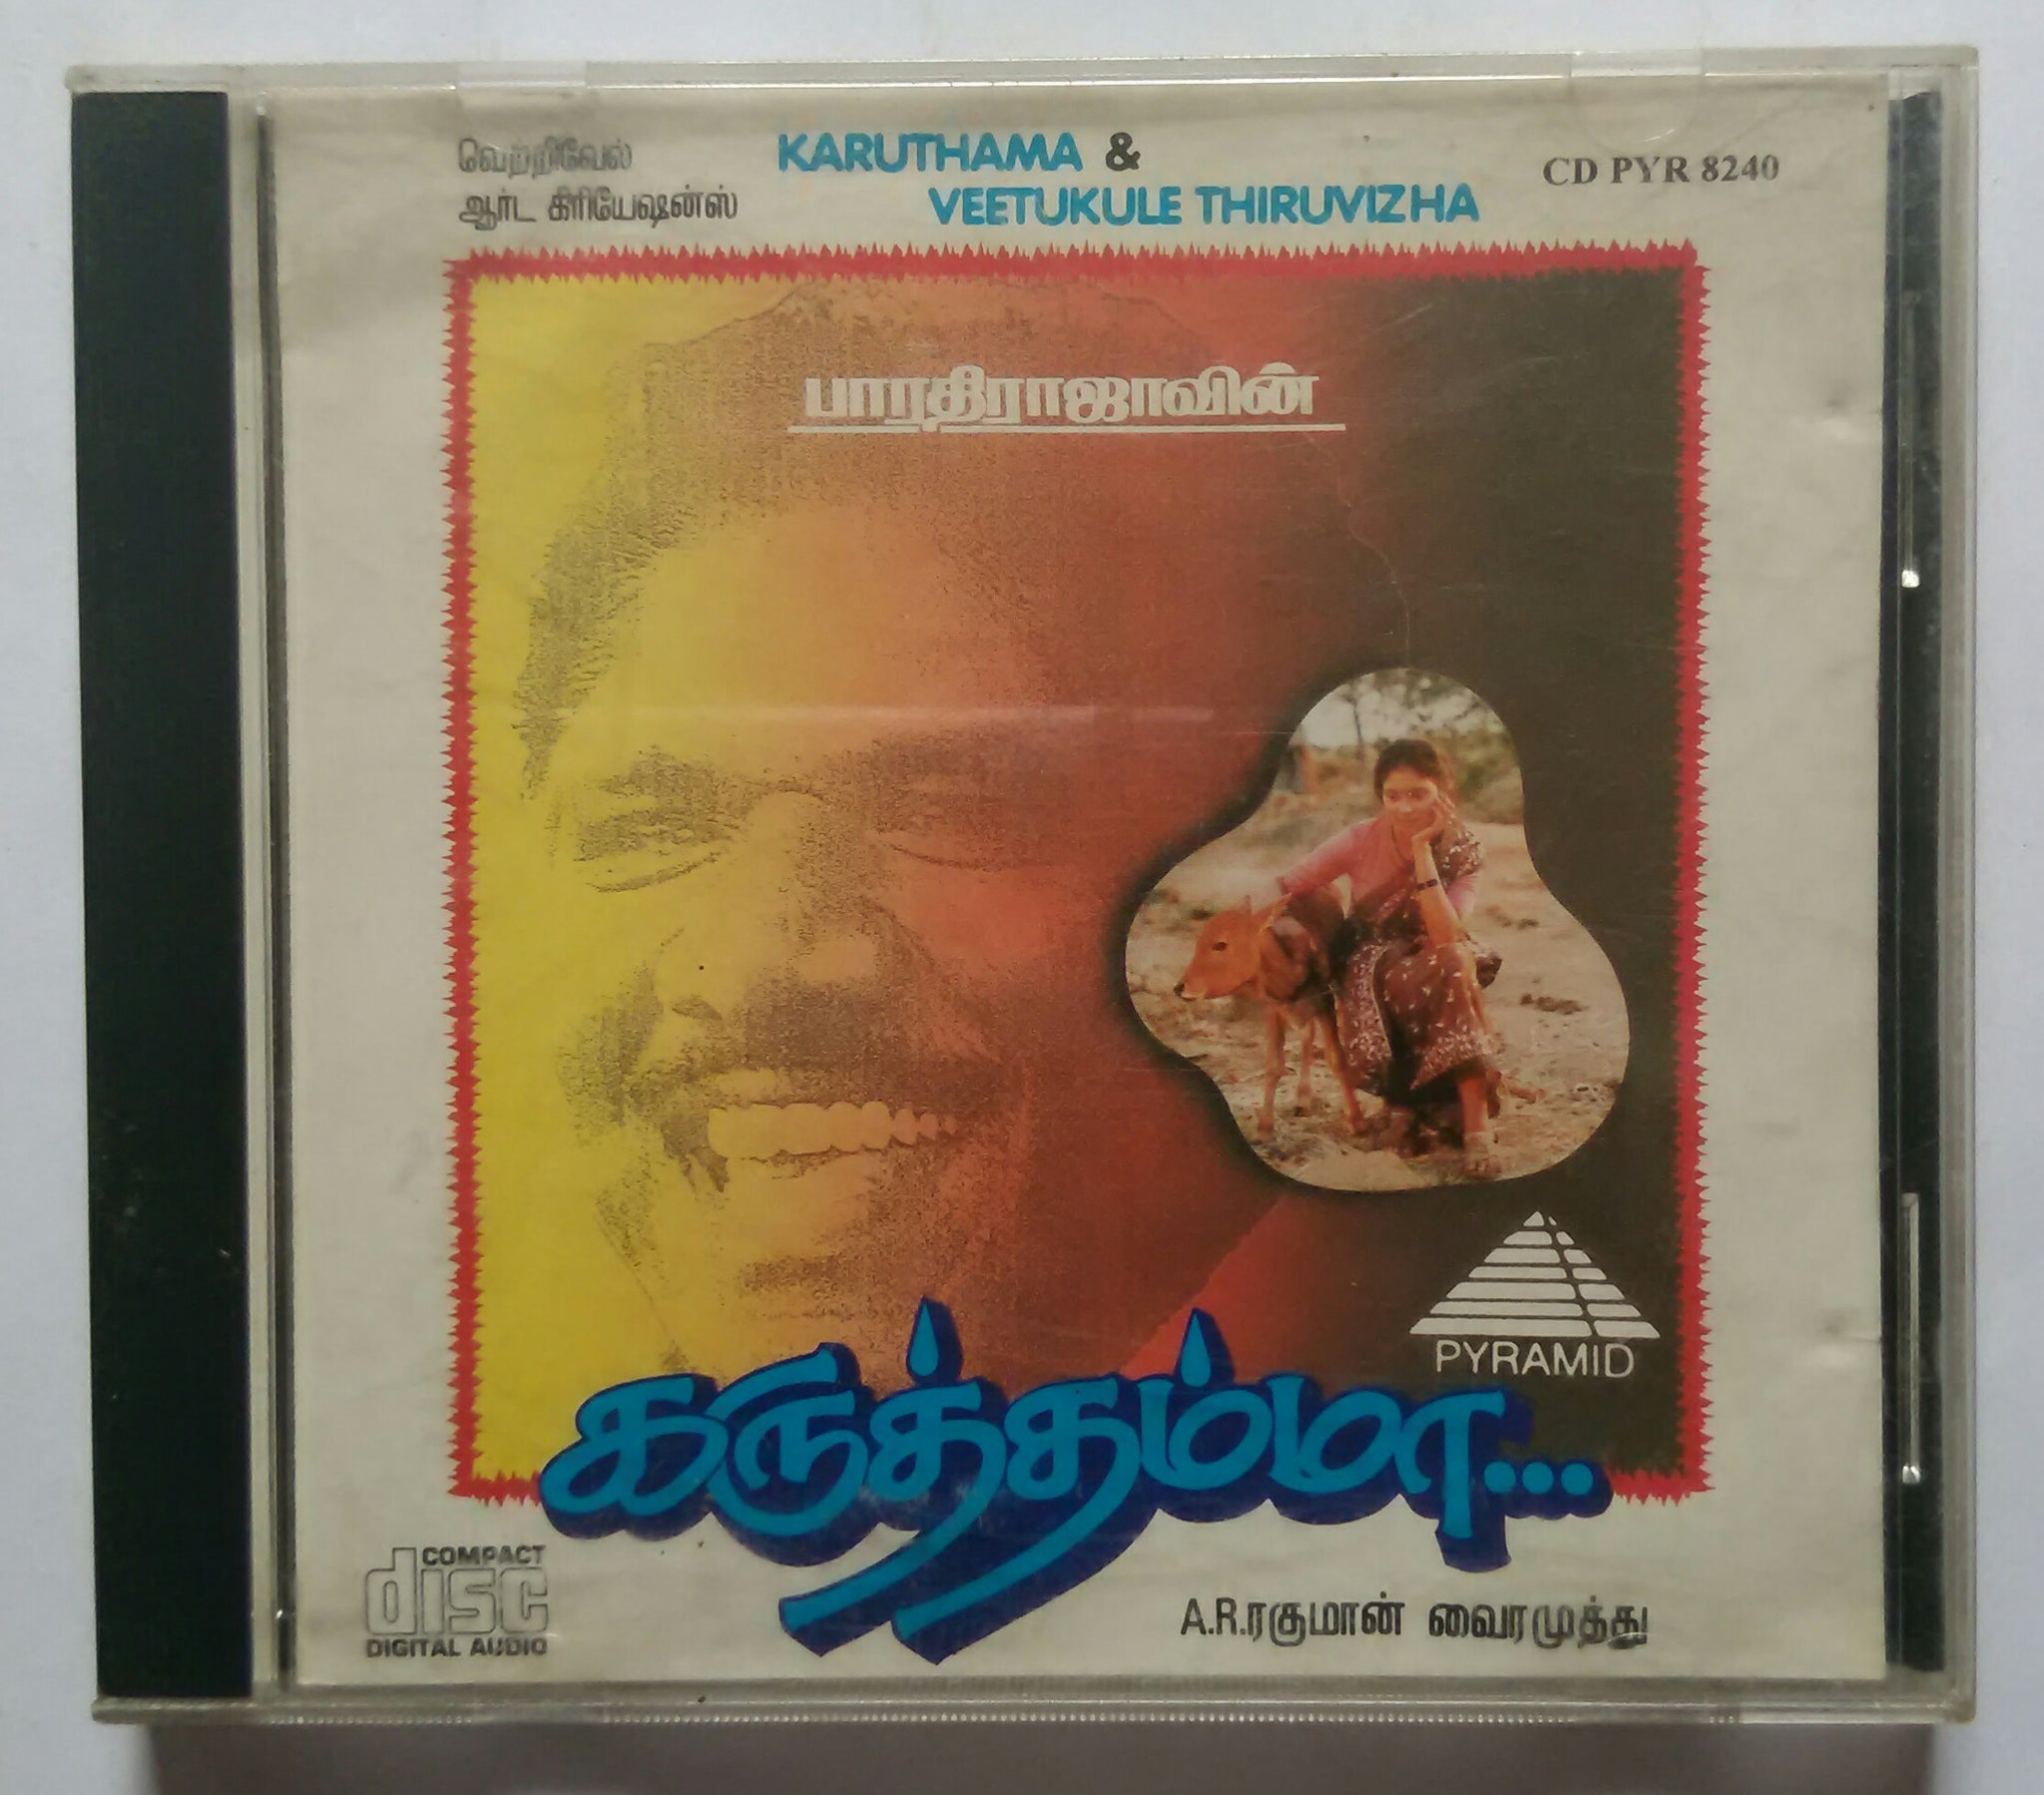 வெற்றிவேல்
ஆர்ட கிரியேஷன்ஸ்
KARUTHAMA &
VEETUKULE THIRUVIZHA
CD PYR 8240
பாரதிராஜாவின்
PYRAMID
கருத்தம்மா...
COMPACT
disc
DIGITAL AUDIO
A.R.ரகுமான் வைரமுத்து